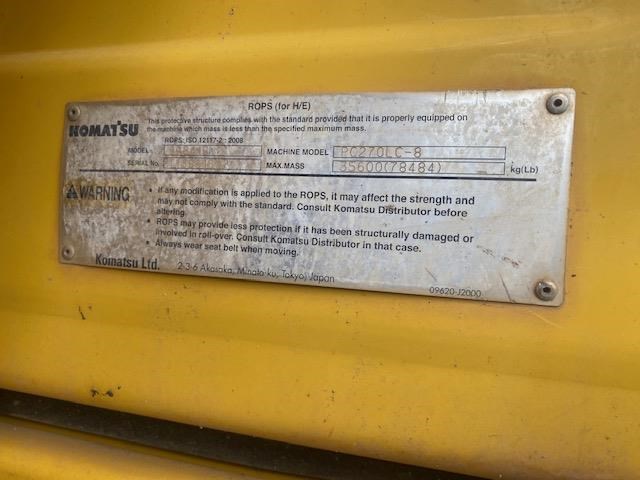 ROPS (for H/E)
KOMATSU
This protective structure complies with the standard provided that it is properly equipped on
the machine which mass is less than the specified maximum mass.
ROPS: ISO 12117-2 : 2008
MODEL MACHINE MODEL PC270LC-8
SERIAL No. MAX.MASS 35600(78484) kg(Lb)
WARNING
• If any modification is applied to the ROPS, it may affect the strength and
may not comply with the standard. Consult Komatsu Distributor before
altering.
• ROPS may provide less protection if it has been structurally damaged or
involved in roll-over. Consult Komatsu Distributor in that case.
• Always wear seat belt when moving.
Komatsu Ltd. 2-3-6 Akasaka, Minato-ku, Tokyo, Japan
09620-J2000